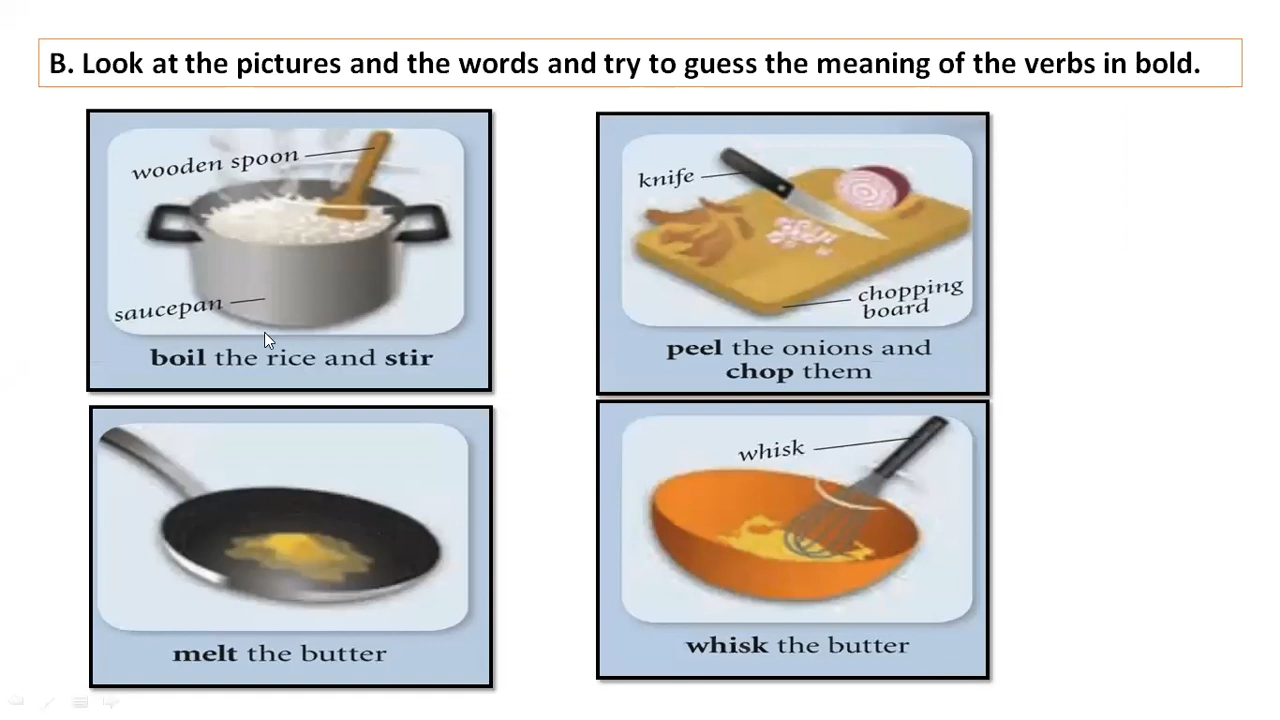 B. Look at the pictures and the words and try to guess the meaning of the verbs in bold.
wooden spoon
saucepan
boil the rice and stir
knife
chopping
board
peel the onions and
chop them
melt the butter
whisk
whisk the butter